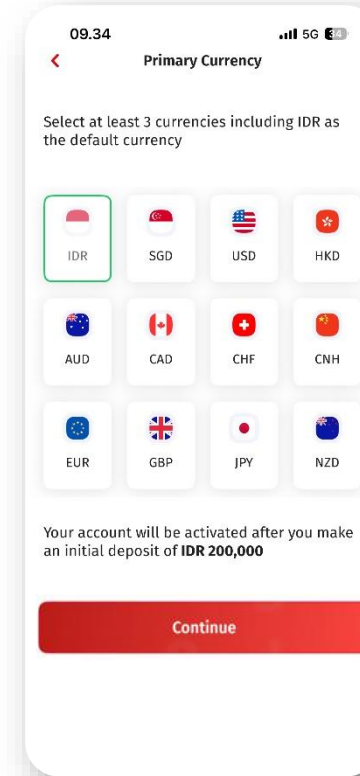 09.34 5G 34
Primary Currency
Select at least 3 currencies including IDR as
the default currency
IDR SGD USD HKD
AUD CAD CHF CNH
EUR GBP JPY NZD
Your account will be activated after you make
an initial deposit of IDR 200,000
Continue